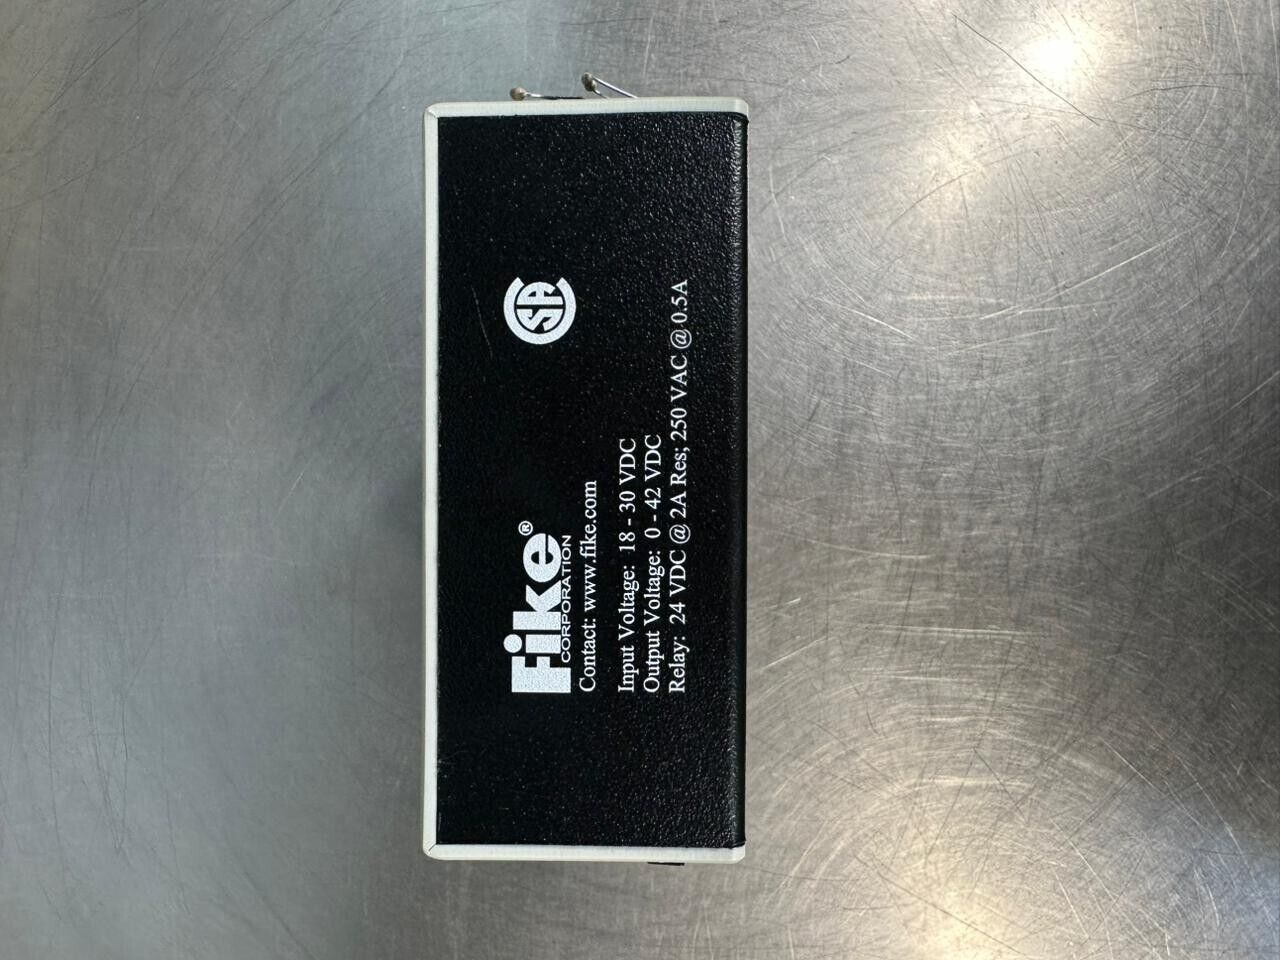 Fike®
CORPORATION
Contact: www.fike.com
SA
Input Voltage: 18 - 30 VDC
Output Voltage: 0 - 42 VDC
Relay: 24 VDC @ 2A Res; 250 VAC @ 0.5A